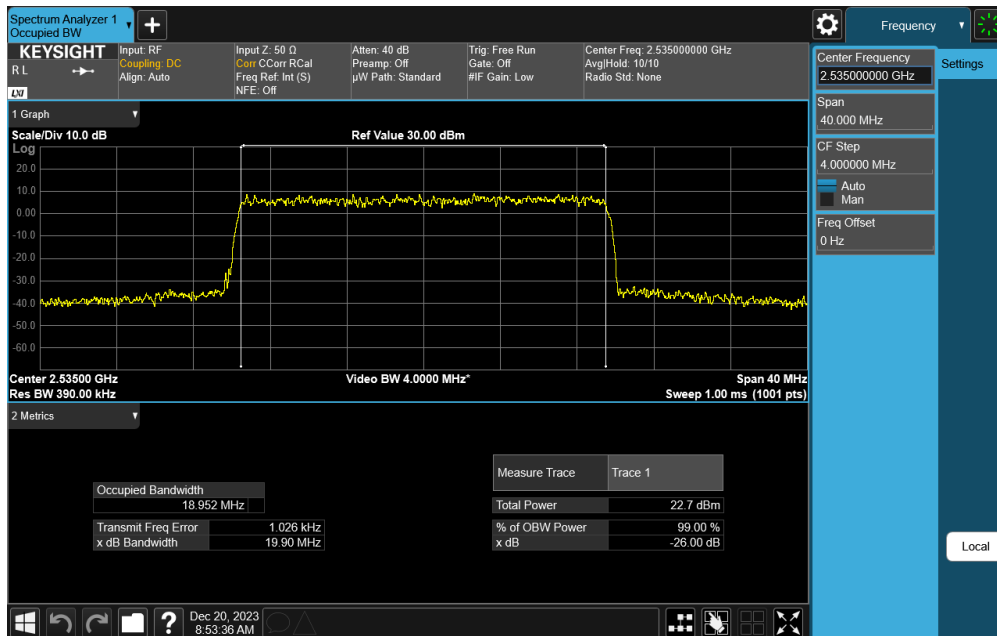 Spectrum Analyzer 1
Occupied BW
+
Frequency
KEYSIGHT
R L
LXI
Input: RF
Coupling: DC
Align: Auto
Input Z: 50 Ω
Corr CCorr RCal
Freq Ref: Int (S)
NFE: Off
Atten: 40 dB
Preamp: Off
µW Path: Standard
Trig: Free Run
Gate: Off
#IF Gain: Low
Center Freq: 2.535000000 GHz
Avg|Hold: 10/10
Radio Std: None
Center Frequency
2.535000000 GHz
Settings
Span
40.000 MHz
CF Step
4.000000 MHz
Auto
Man
Freq Offset
0 Hz
Local
1 Graph
Scale/Div 10.0 dB
Ref Value 30.00 dBm
Log
20.0
10.0
0.00
-10.0
-20.0
-30.0
-40.0
-50.0
-60.0
Center 2.53500 GHz
Video BW 4.0000 MHz*
Span 40 MHz
Res BW 390.00 kHz
Sweep 1.00 ms (1001 pts)
2 Metrics
Measure Trace Trace 1
Occupied Bandwidth
18.952 MHz
Total Power 22.7 dBm
Transmit Freq Error 1.026 kHz
% of OBW Power 99.00 %
x dB Bandwidth 19.90 MHz
x dB -26.00 dB
?
Dec 20, 2023
8:53:36 AM